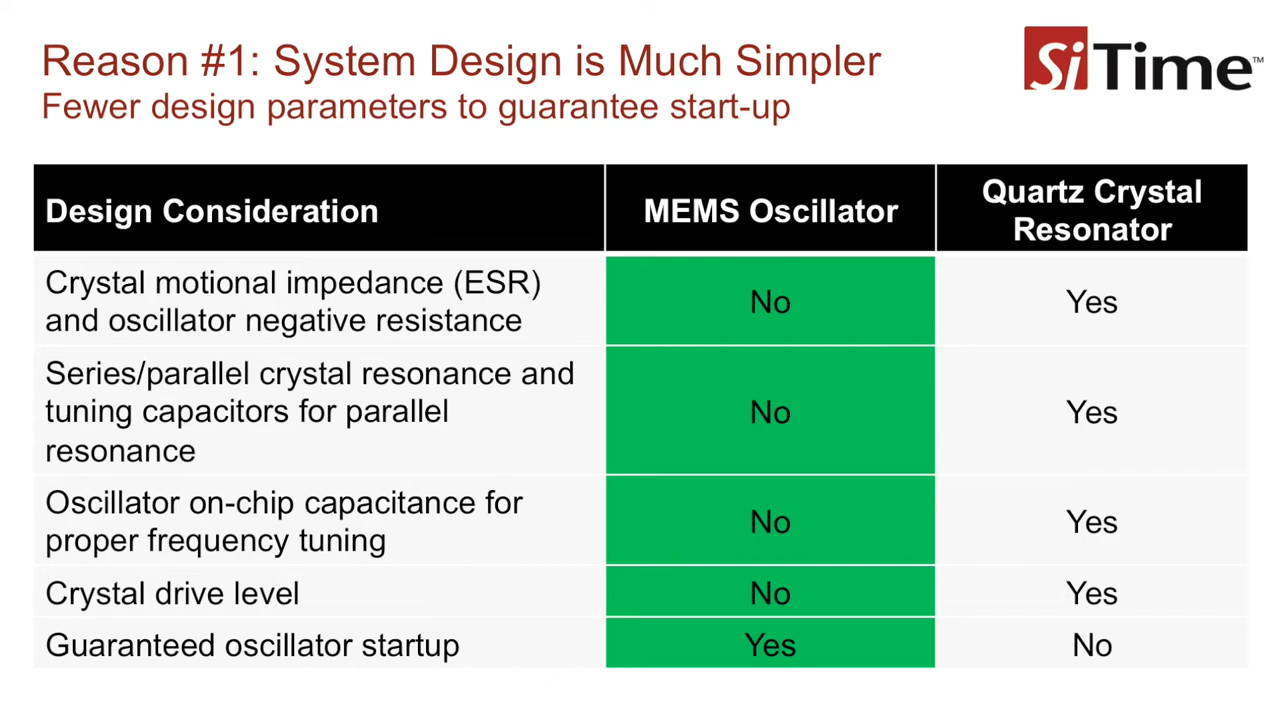 Reason #1: System Design is Much Simpler
Fewer design parameters to guarantee start-up
SiTime™
Design Consideration
MEMS Oscillator
Quartz Crystal
Resonator
Crystal motional impedance (ESR)
and oscillator negative resistance
No
Yes
Series/parallel crystal resonance and
tuning capacitors for parallel
resonance
No
Yes
Oscillator on-chip capacitance for
proper frequency tuning
No
Yes
Crystal drive level
No
Yes
Guaranteed oscillator startup
Yes
No